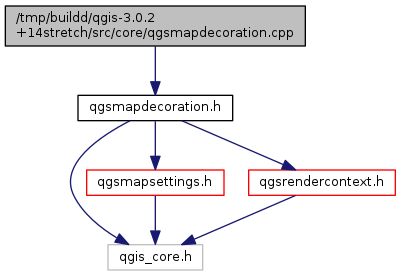 /tmp/buildd/qgis-3.0.2
+14stretch/src/core/qgsmapdecoration.cpp
qgsmapdecoration.h
qgsmapsettings.h
qgsrendercontext.h
qgis_core.h